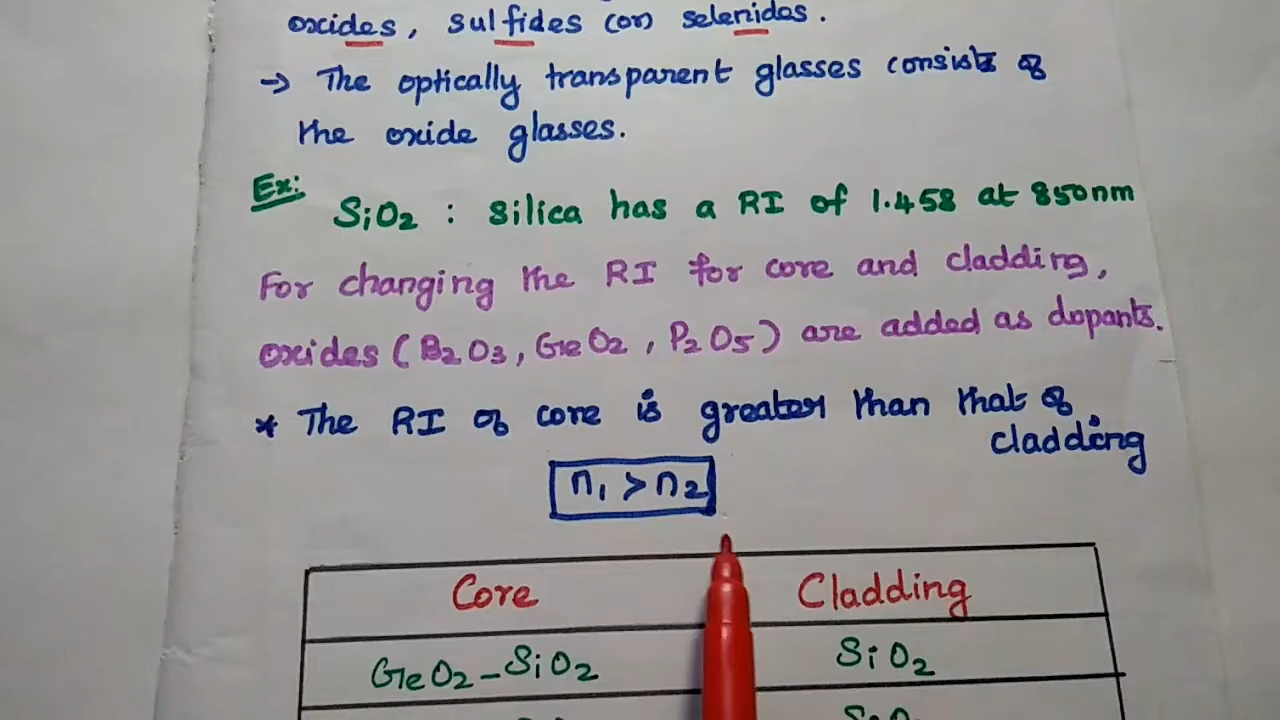 oxides, sulfides (or) selenides.
→ The optically transparent glasses consists of
the oxide glasses.
Ex:
SiO2 : Silica has a RI of 1.458 at 850nm
For changing the RI for core and cladding,
oxides (B2O3, GeO2, P2O5) are added as dopants.
* The RI of core is greater than that of
cladding.
n1 > n2
Core Cladding
GeO2-SiO2 SiO2